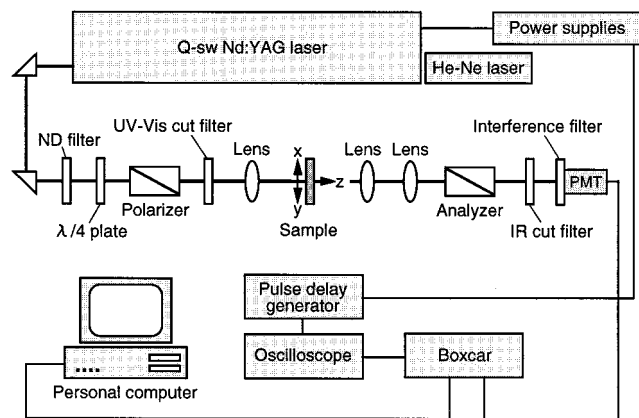 Q-sw Nd:YAG laser
Power supplies
He-Ne laser
ND filter
UV-Vis cut filter
Lens
x
y
z
Lens
Lens
Interference filter
PMT
λ/4 plate
Polarizer
Sample
Analyzer
IR cut filter
Pulse delay
generator
Oscilloscope
Boxcar
Personal computer